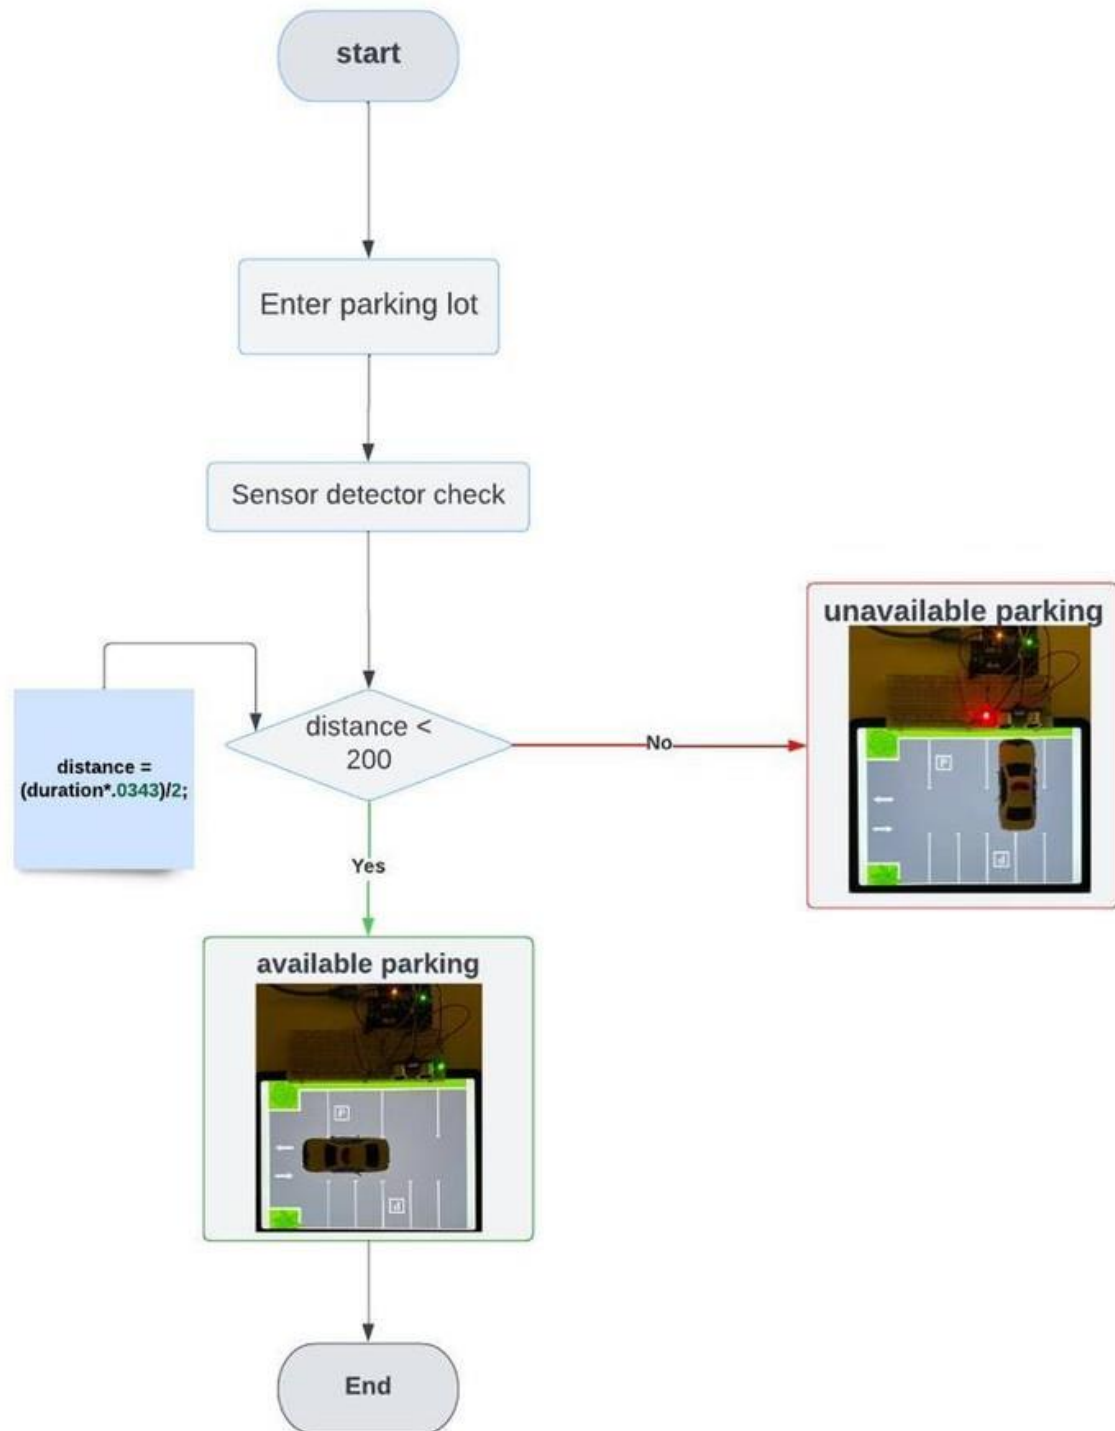 start
Enter parking lot
Sensor detector check
unavailable parking
P
P
distance <
200
No
distance =
(duration*.0343)/2;
Yes
available parking
P
P
End